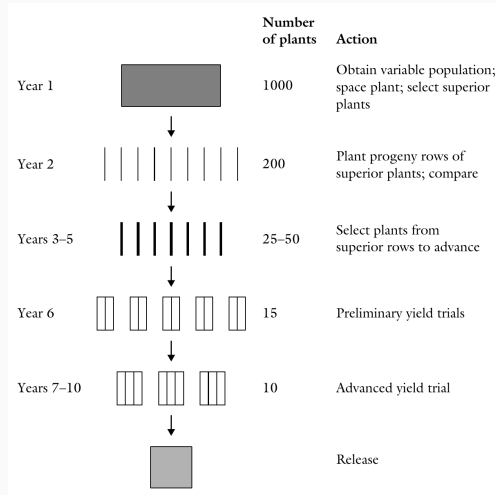 Number
of plants Action
Year 1 1000 Obtain variable population;
space plant; select superior
plants
Year 2 200 Plant progeny rows of
superior plants; compare
Years 3–5 25–50 Select plants from
superior rows to advance
Year 6 15 Preliminary yield trials
Years 7–10 10 Advanced yield trial
Release